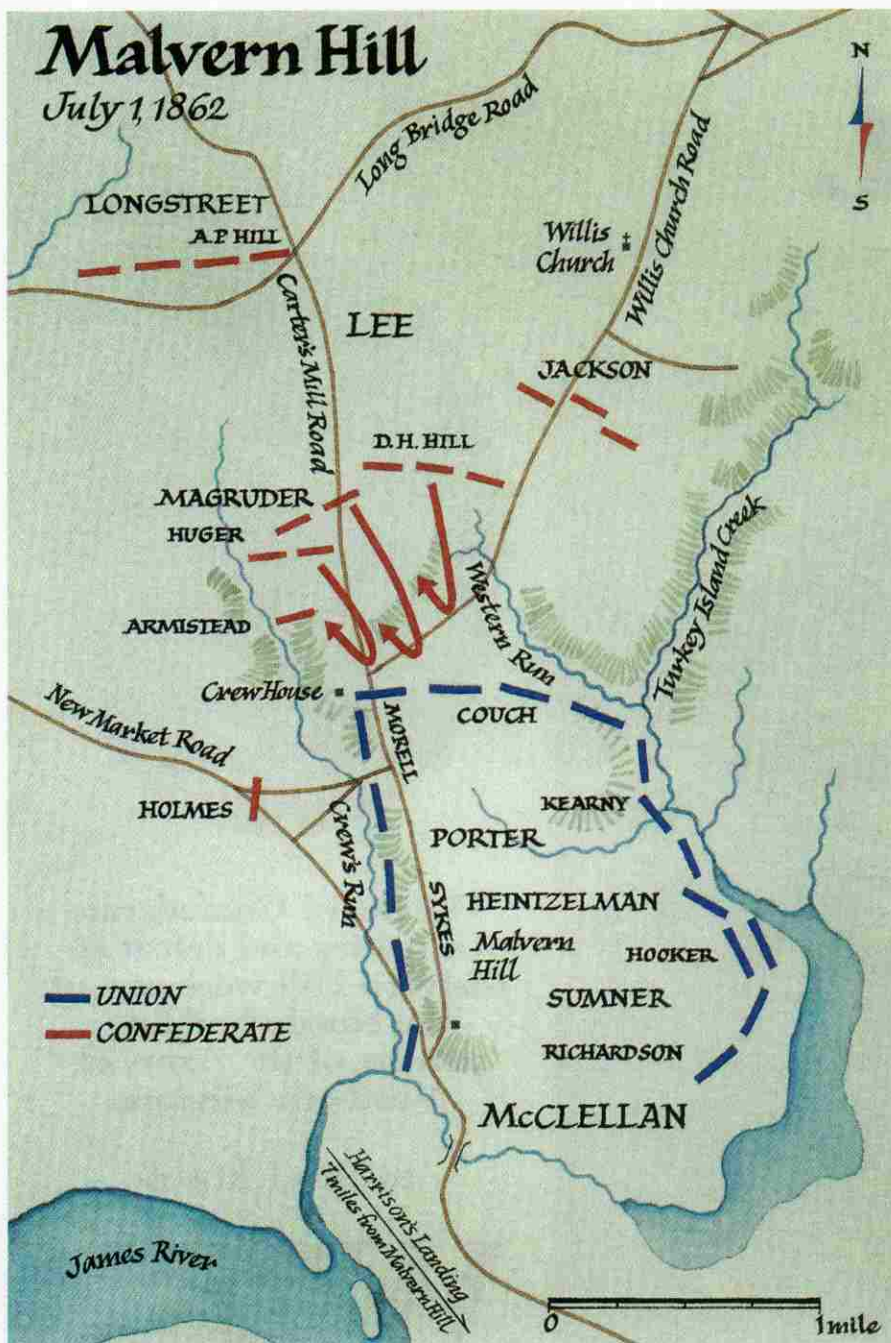 Malvern Hill
July 1, 1862
N
S
Long Bridge Road
LONGSTREET
A.P. HILL
Willis
Church
Willis Church Road
Carter's Mill Road
LEE
JACKSON
D.H. HILL
MAGRUDER
HUGER
ARMISTEAD
Western Run
Turkey Island Creek
Crew House
New Market Road
MORELL
COUCH
HOLMES
Crew's Run
KEARNY
PORTER
SYKES
HEINTZELMAN
Malvern
Hill
HOOKER
UNION
CONFEDERATE
SUMNER
RICHARDSON
McCLELLAN
Harrison's Landing
7 miles from Malvern Hill
James River
0
1 mile